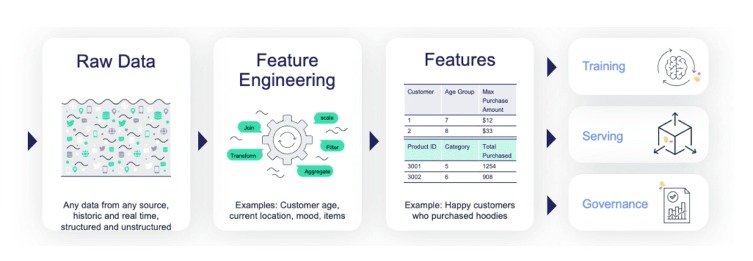 Raw Data
Any data from any source,
historic and real time,
structured and unstructured
Feature
Engineering
scale
Join
Filter
Transform
Aggregate
Examples: Customer age,
current location, mood, items
Features
Customer Age Group Max
Purchase
Amount
1 7 $12
2 8 $33
Product ID Category Total
Purchased
3001 5 1254
3002 6 908
Example: Happy customers
who purchased hoodies
Training
Serving
Governance